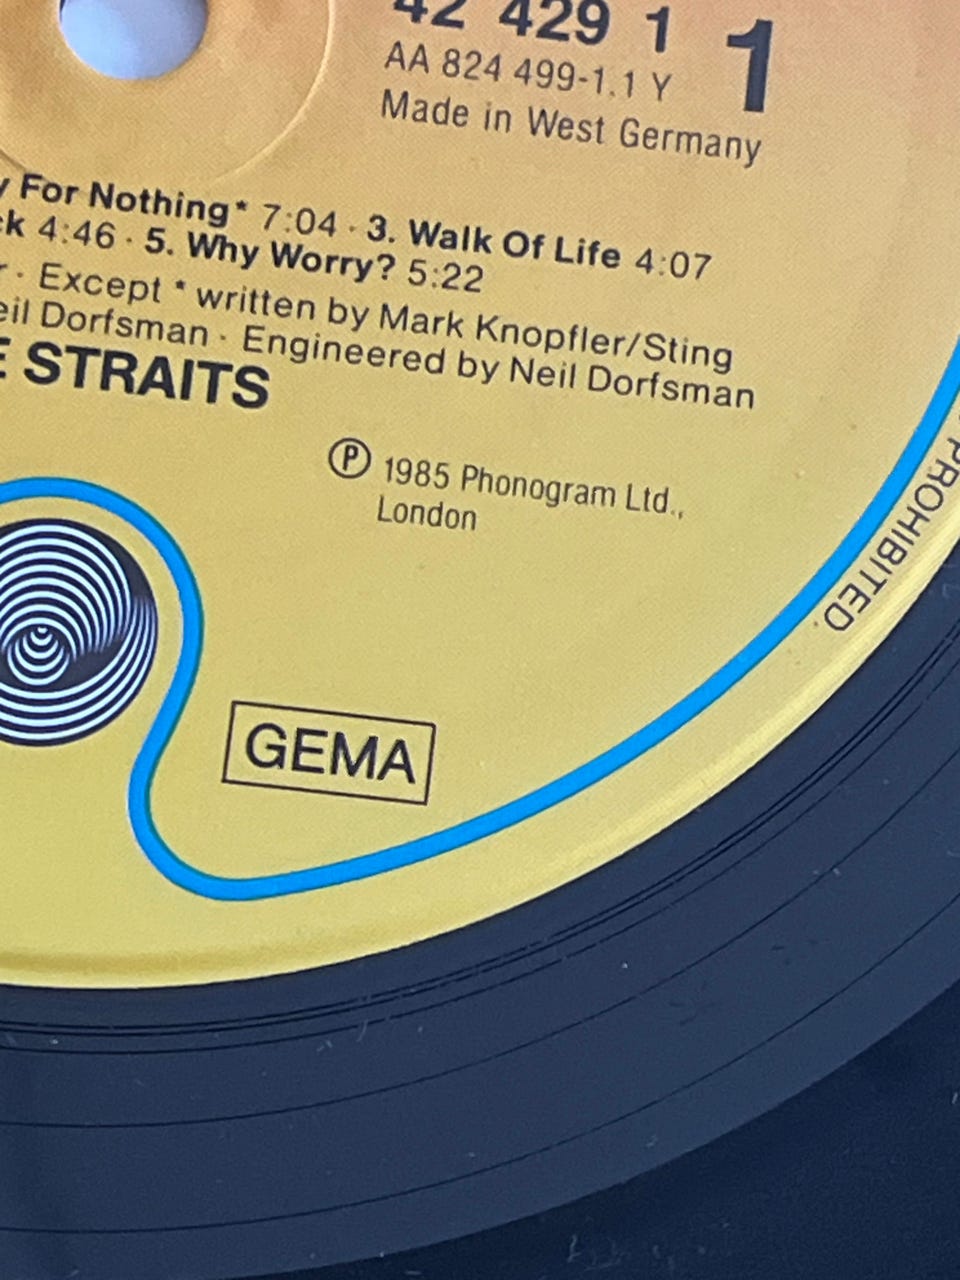 42 429 1 1
AA 824 499-1.1 Y
Made in West Germany
For Nothing* 7:04 · 3. Walk Of Life 4:07
4:46 · 5. Why Worry? 5:22
· Except * written by Mark Knopfler/Sting
Dorfsman · Engineered by Neil Dorfsman
STRAITS
Ⓟ 1985 Phonogram Ltd.,
London
PROHIBITED.
GEMA